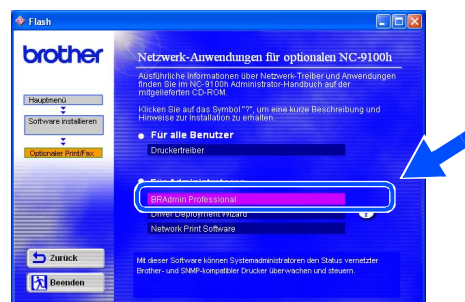 Flash
brother
Netzwerk-Anwendungen für optionalen NC-9100h
Ausführliche Informationen über Netzwerk-Treiber und Anwendungen
finden Sie im NC-9100h Administrator-Handbuch auf der
mitgelieferten CD-ROM.
Klicken Sie auf das Symbol "?", um eine kurze Beschreibung und
Hinweise zur Installation zu erhalten.
Hauptmenü
Software installieren
Optionaler Print/Fax
Für alle Benutzer
Druckertreiber
Für Administratoren
BRAdmin Professional
Driver Deployment Wizard
?
Network Print Software
Zurück
Beenden
Mit dieser Software können Systemadministratoren den Status vernetzter
Brother- und SNMP-kompatibler Drucker überwachen und steuern.